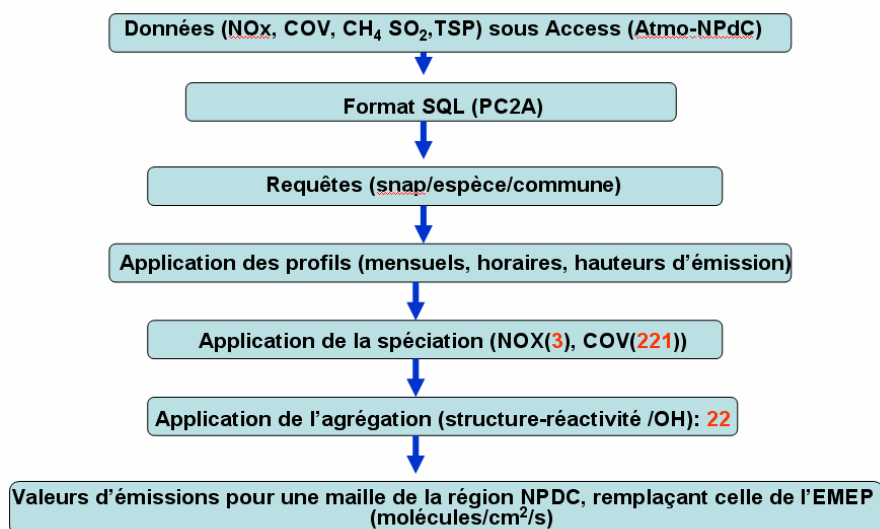 Données (NOx, COV, CH₄ SO₂,TSP) sous Access (Atmo-NPdC)
Format SQL (PC2A)
Requêtes (snap/espèce/commune)
Application des profils (mensuels, horaires, hauteurs d’émission)
Application de la spéciation (NOX(3), COV(221))
Application de l’agrégation (structure-réactivité /OH): 22
Valeurs d’émissions pour une maille de la région NPDC, remplaçant celle de l’EMEP
(molécules/cm²/s)